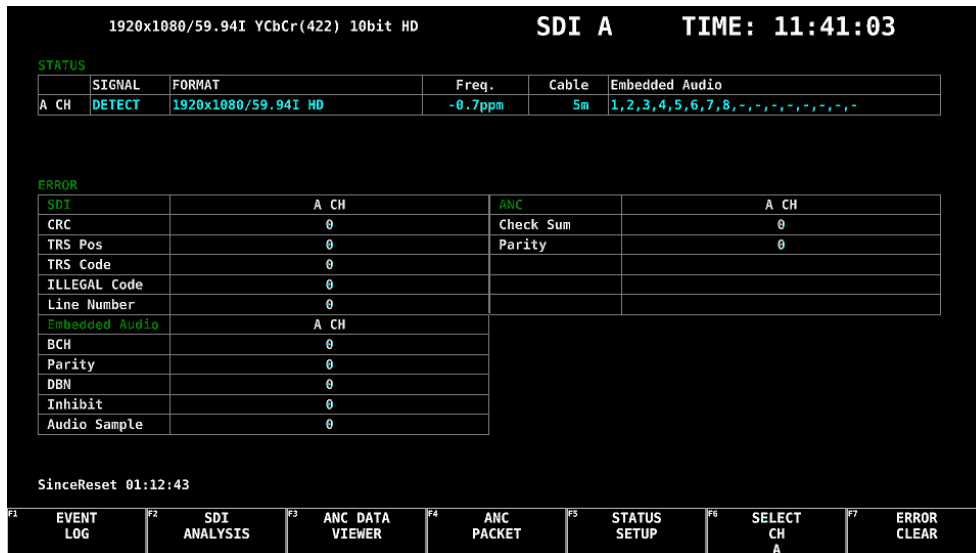 1920x1080/59.94I YCbCr(422) 10bit HD SDI A TIME: 11:41:03
STATUS
SIGNAL FORMAT Freq. Cable Embedded Audio
A CH DETECT 1920x1080/59.94I HD -0.7ppm 5m 1,2,3,4,5,6,7,8,-,-,-,-,-,-,-,-
ERROR
SDI A CH ANC A CH
CRC 0 Check Sum 0
TRS Pos 0 Parity 0
TRS Code 0
ILLEGAL Code 0
Line Number 0
Embedded Audio A CH
BCH 0
Parity 0
DBN 0
Inhibit 0
Audio Sample 0
SinceReset 01:12:43
F1 EVENT F2 SDI F3 ANC DATA F4 ANC F5 STATUS F6 SELECT F7 ERROR
LOG ANALYSIS VIEWER PACKET SETUP CH CLEAR
A